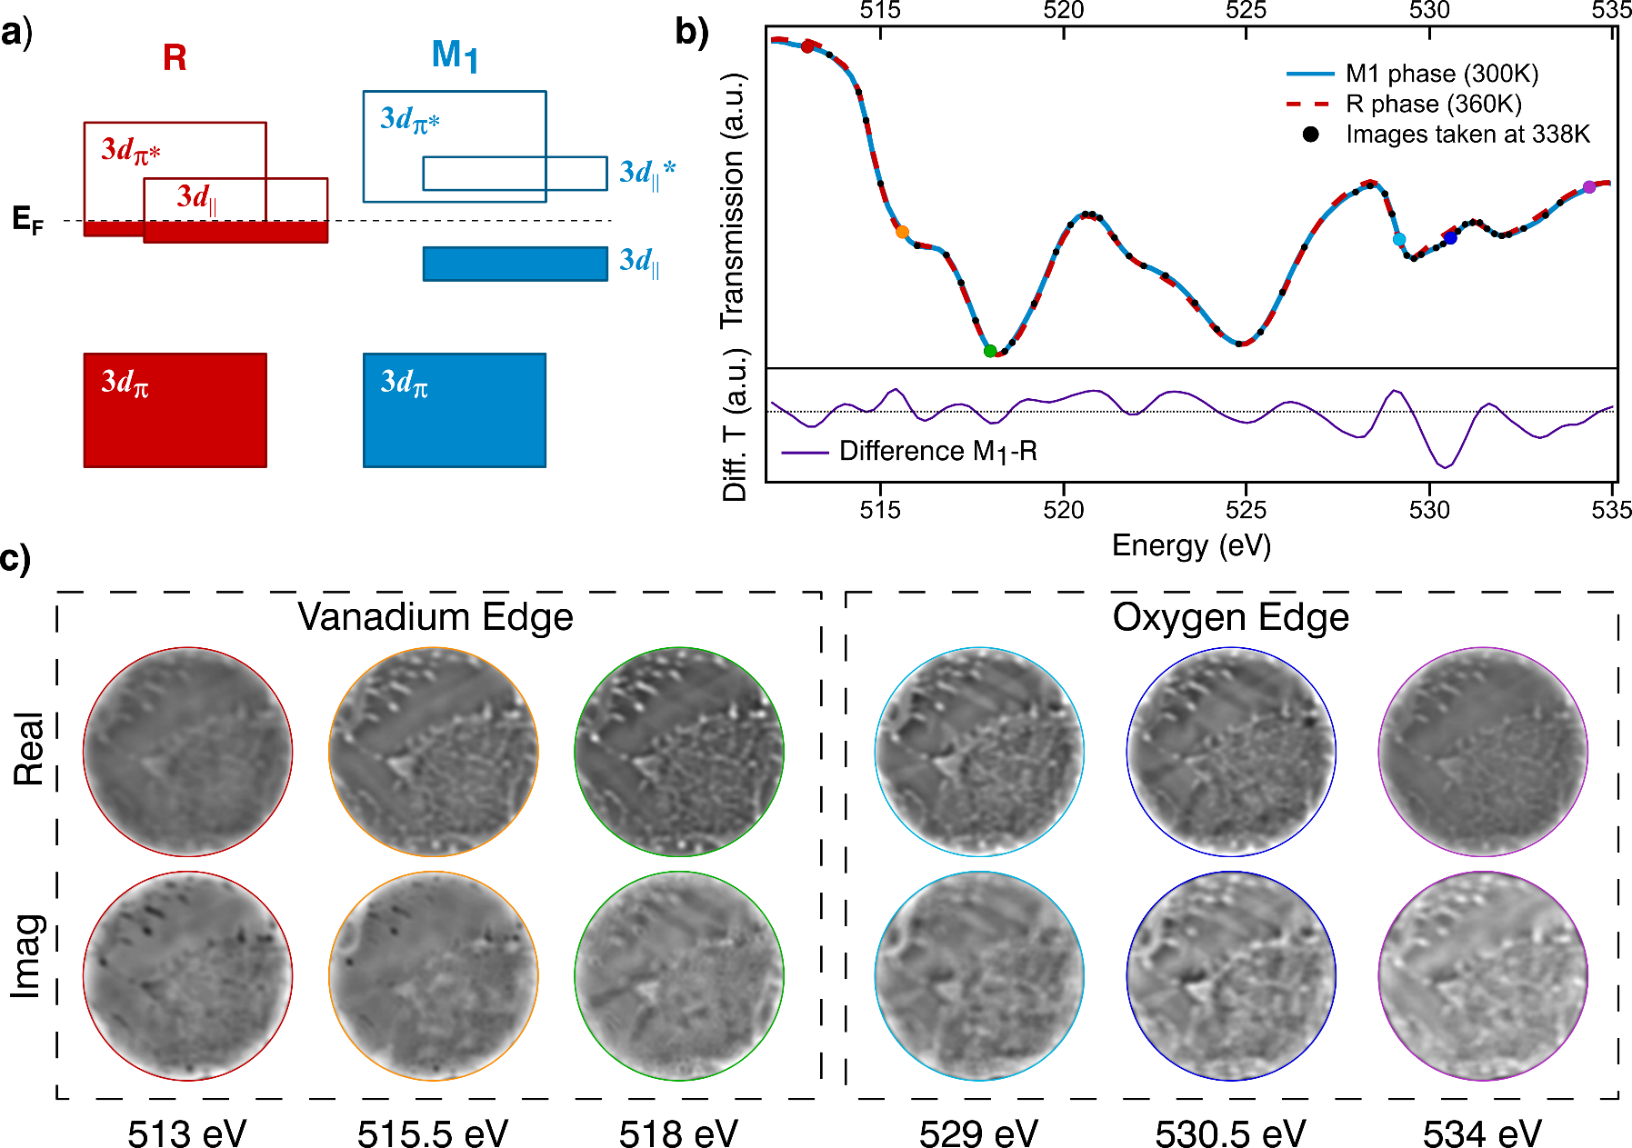 a)
R
M1
3dπ*
3d||
EF
3dπ
3dπ*
3d||*
3d||
3dπ
b)
515 520 525 530 535
Transmission (a.u.)
M1 phase (300K)
R phase (360K)
Images taken at 338K
Diff. T (a.u.)
Difference M1-R
515 520 525 530 535
Energy (eV)
c)
Vanadium Edge
Oxygen Edge
Real
Imag
513 eV 515.5 eV 518 eV 529 eV 530.5 eV 534 eV